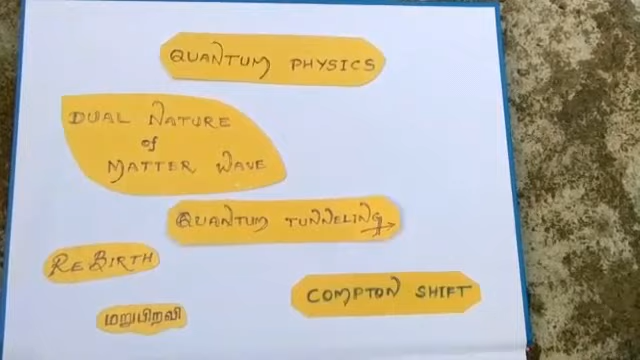 QUANTUM PHYSICS
DUAL NATURE
of
MATTER WAVE
QUANTUM TUNNELING
REBIRTH
COMPTON SHIFT
மறுபிறவி